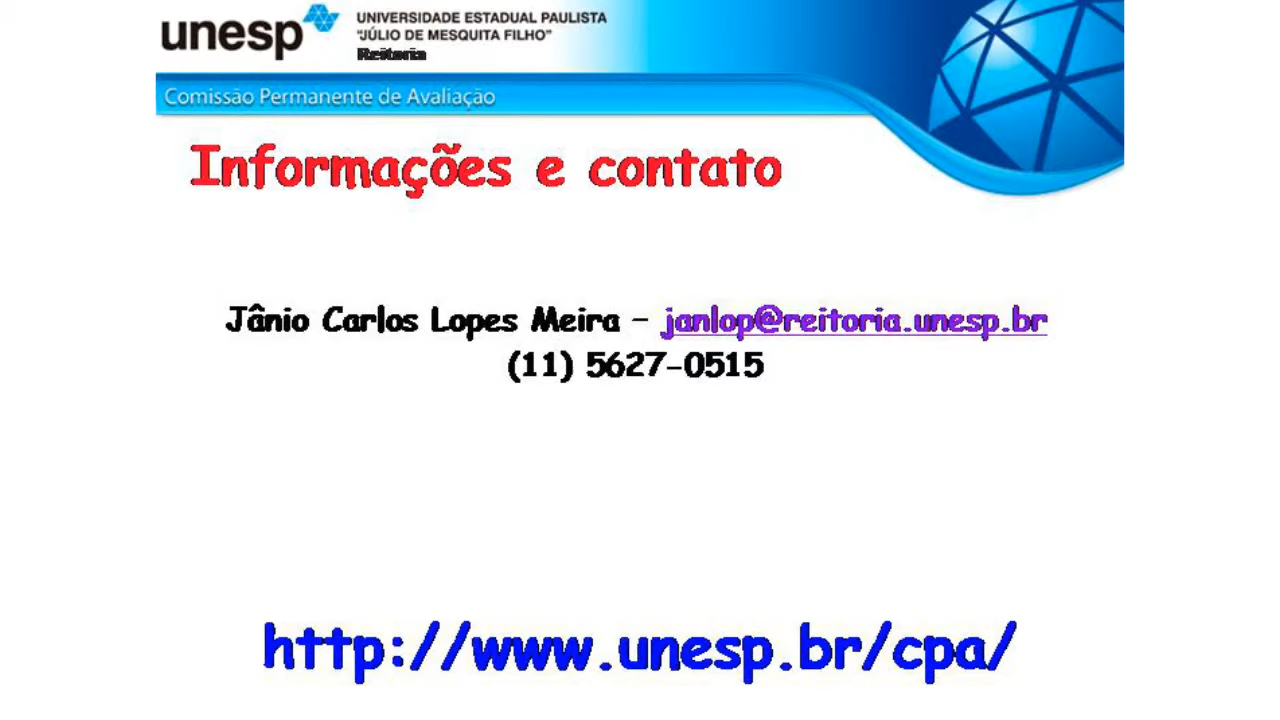 unesp
UNIVERSIDADE ESTADUAL PAULISTA
"JÚLIO DE MESQUITA FILHO"
Reitoria
Comissão Permanente de Avaliação
Informações e contato
Jânio Carlos Lopes Meira – janlop@reitoria.unesp.br
(11) 5627-0515
http://www.unesp.br/cpa/